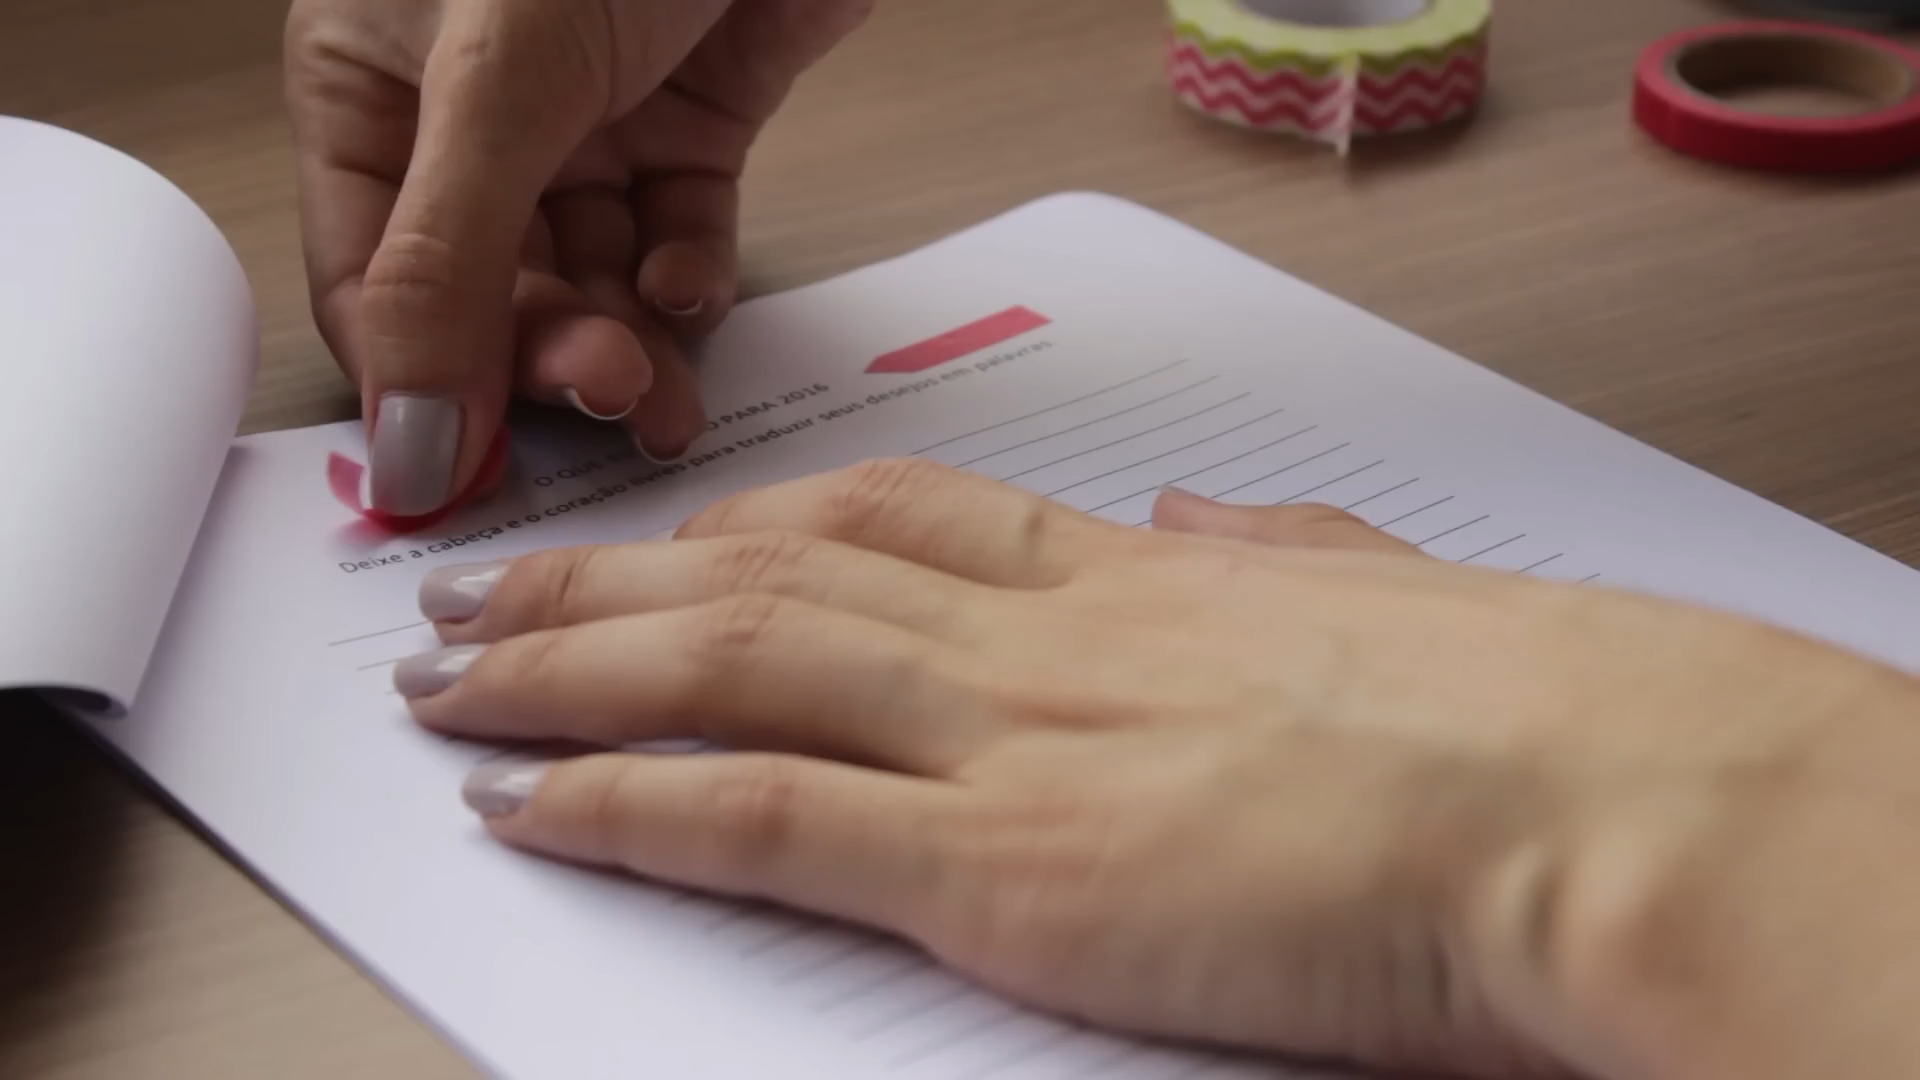 O QUE PARA 2016
Deixe a cabeça e o coração livres para traduzir seus desejos em palavras.